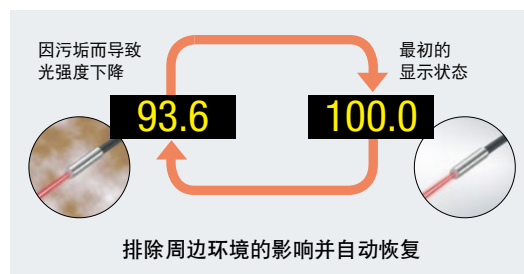 因污垢而导致
光强度下降
最初的
显示状态
93.6
100.0
排除周边环境的影响并自动恢复